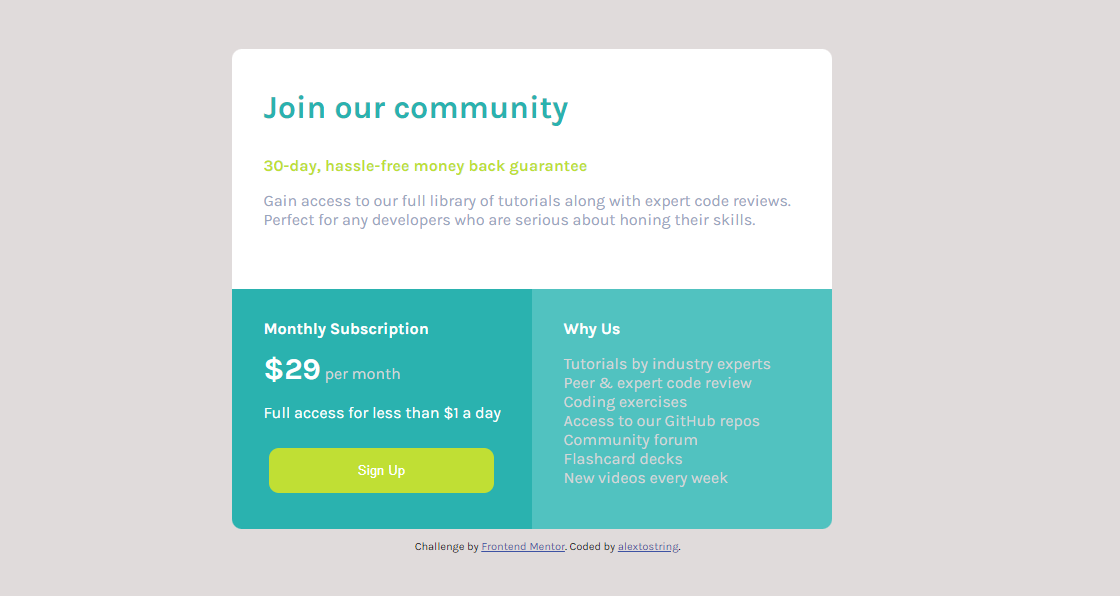 Join our community
30-day, hassle-free money back guarantee
Gain access to our full library of tutorials along with expert code reviews.
Perfect for any developers who are serious about honing their skills.
Monthly Subscription
$29 per month
Full access for less than $1 a day
Sign Up
Why Us
Tutorials by industry experts
Peer & expert code review
Coding exercises
Access to our GitHub repos
Community forum
Flashcard decks
New videos every week
Challenge by Frontend Mentor. Coded by alextostring.